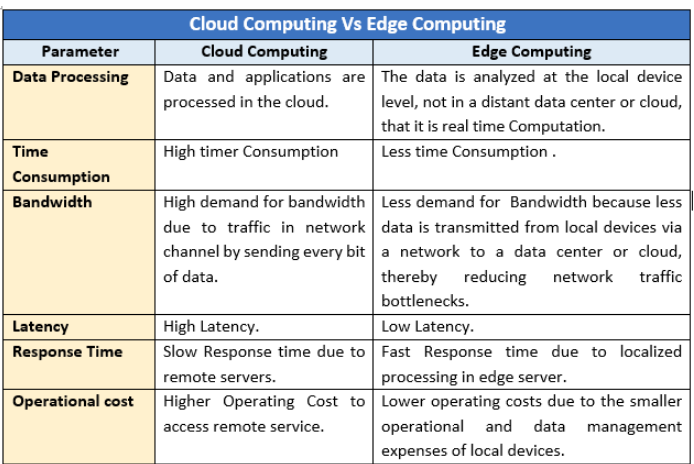 Cloud Computing Vs Edge Computing
Parameter Cloud Computing Edge Computing
Data Processing
Data and applications are
processed in the cloud.
The data is analyzed at the local device
level, not in a distant data center or cloud,
that it is real time Computation.
Time
Consumption
High timer Consumption
Less time Consumption .
Bandwidth
High demand for bandwidth
due to traffic in network
channel by sending every bit
of data.
Less demand for Bandwidth because less
data is transmitted from local devices via
a network to a data center or cloud,
thereby reducing network traffic
bottlenecks.
Latency
High Latency.
Low Latency.
Response Time
Slow Response time due to
remote servers.
Fast Response time due to localized
processing in edge server.
Operational cost
Higher Operating Cost to
access remote service.
Lower operating costs due to the smaller
operational and data management
expenses of local devices.